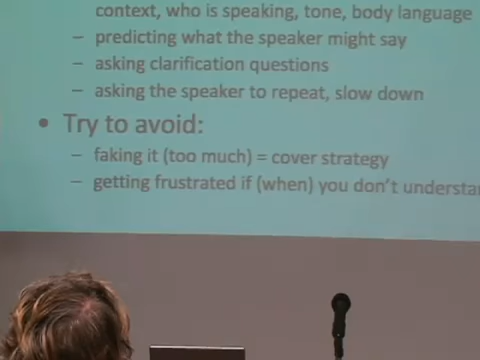 context, who is speaking, tone, body language
– predicting what the speaker might say
– asking clarification questions
– asking the speaker to repeat, slow down
• Try to avoid:
– faking it (too much) = cover strategy
– getting frustrated if (when) you don't understa